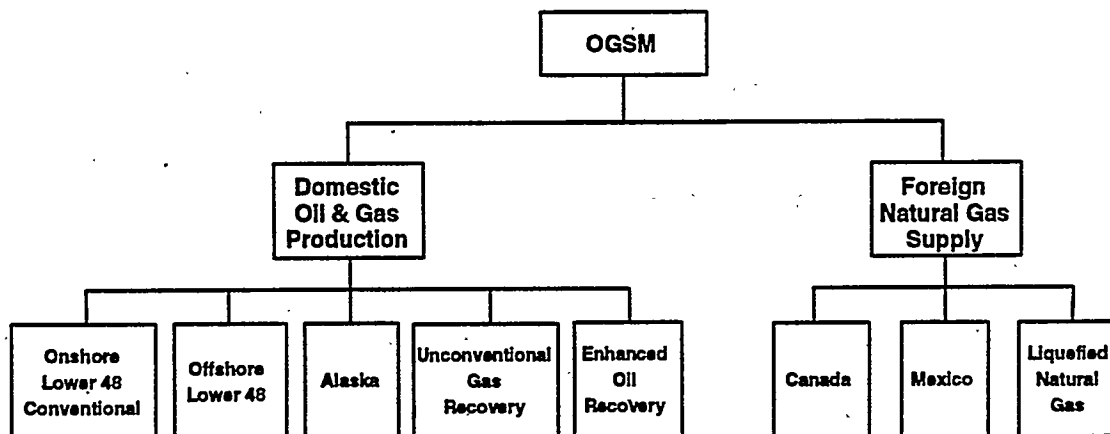 OGSM
Domestic
Oil & Gas
Production
Foreign
Natural Gas
Supply
Onshore
Lower 48
Conventional
Offshore
Lower 48
Alaska
Unconventional
Gas
Recovery
Enhanced
Oil
Recovery
Canada
Mexico
Liquefied
Natural
Gas